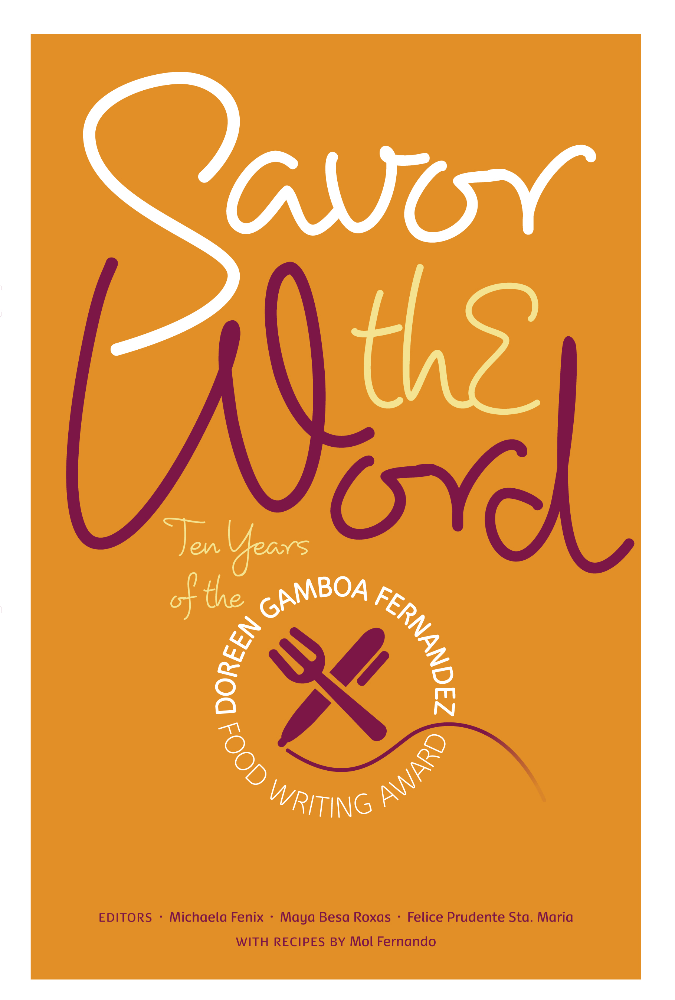 Savor
thE
Word
Ten Years
of the
DOREEN GAMBOA FERNANDEZ
FOOD WRITING AWARD
EDITORS · Michaela Fenix · Maya Besa Roxas · Felice Prudente Sta. Maria
WITH RECIPES BY Mol Fernando